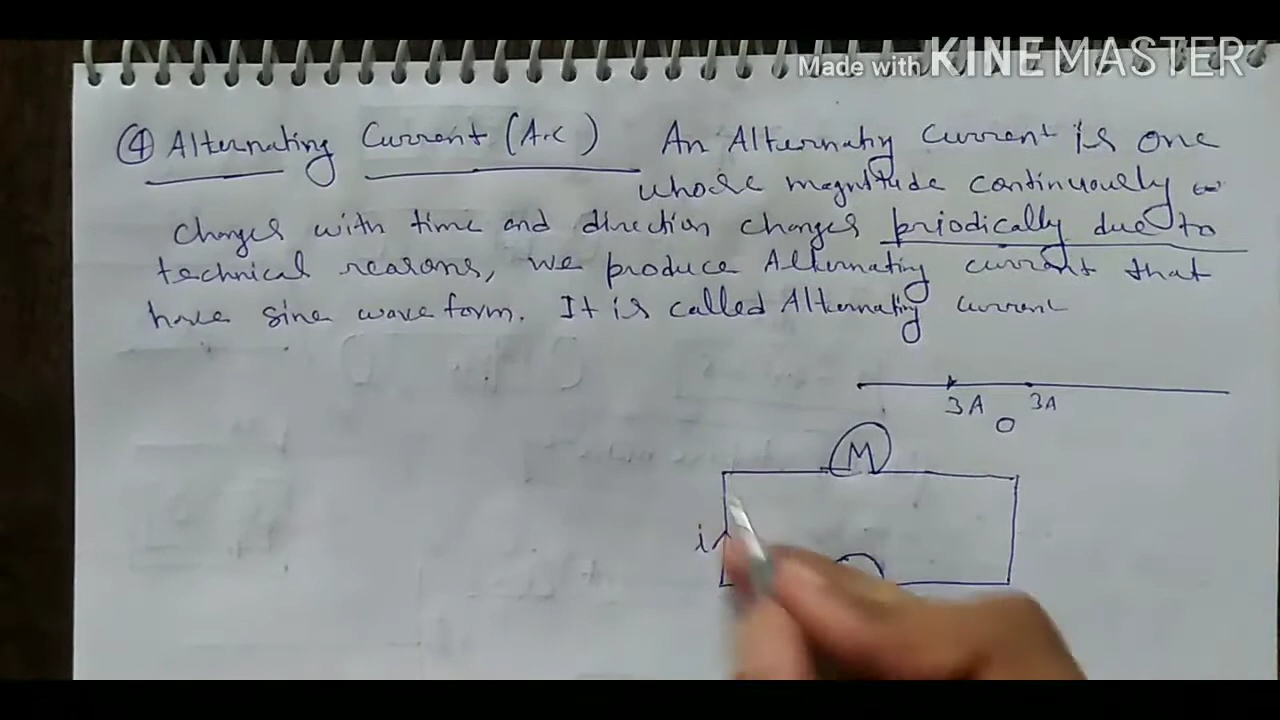 Made with KINEMASTER
④ Alternating Current (A.C) An Alternatiy Current is one
whose magnitude continuously
changes with time and direction changes priodically due to
technical reasons, we produce Alternating current that
have sine wave form. It is called Alternating current
3A 3A
0
M
i